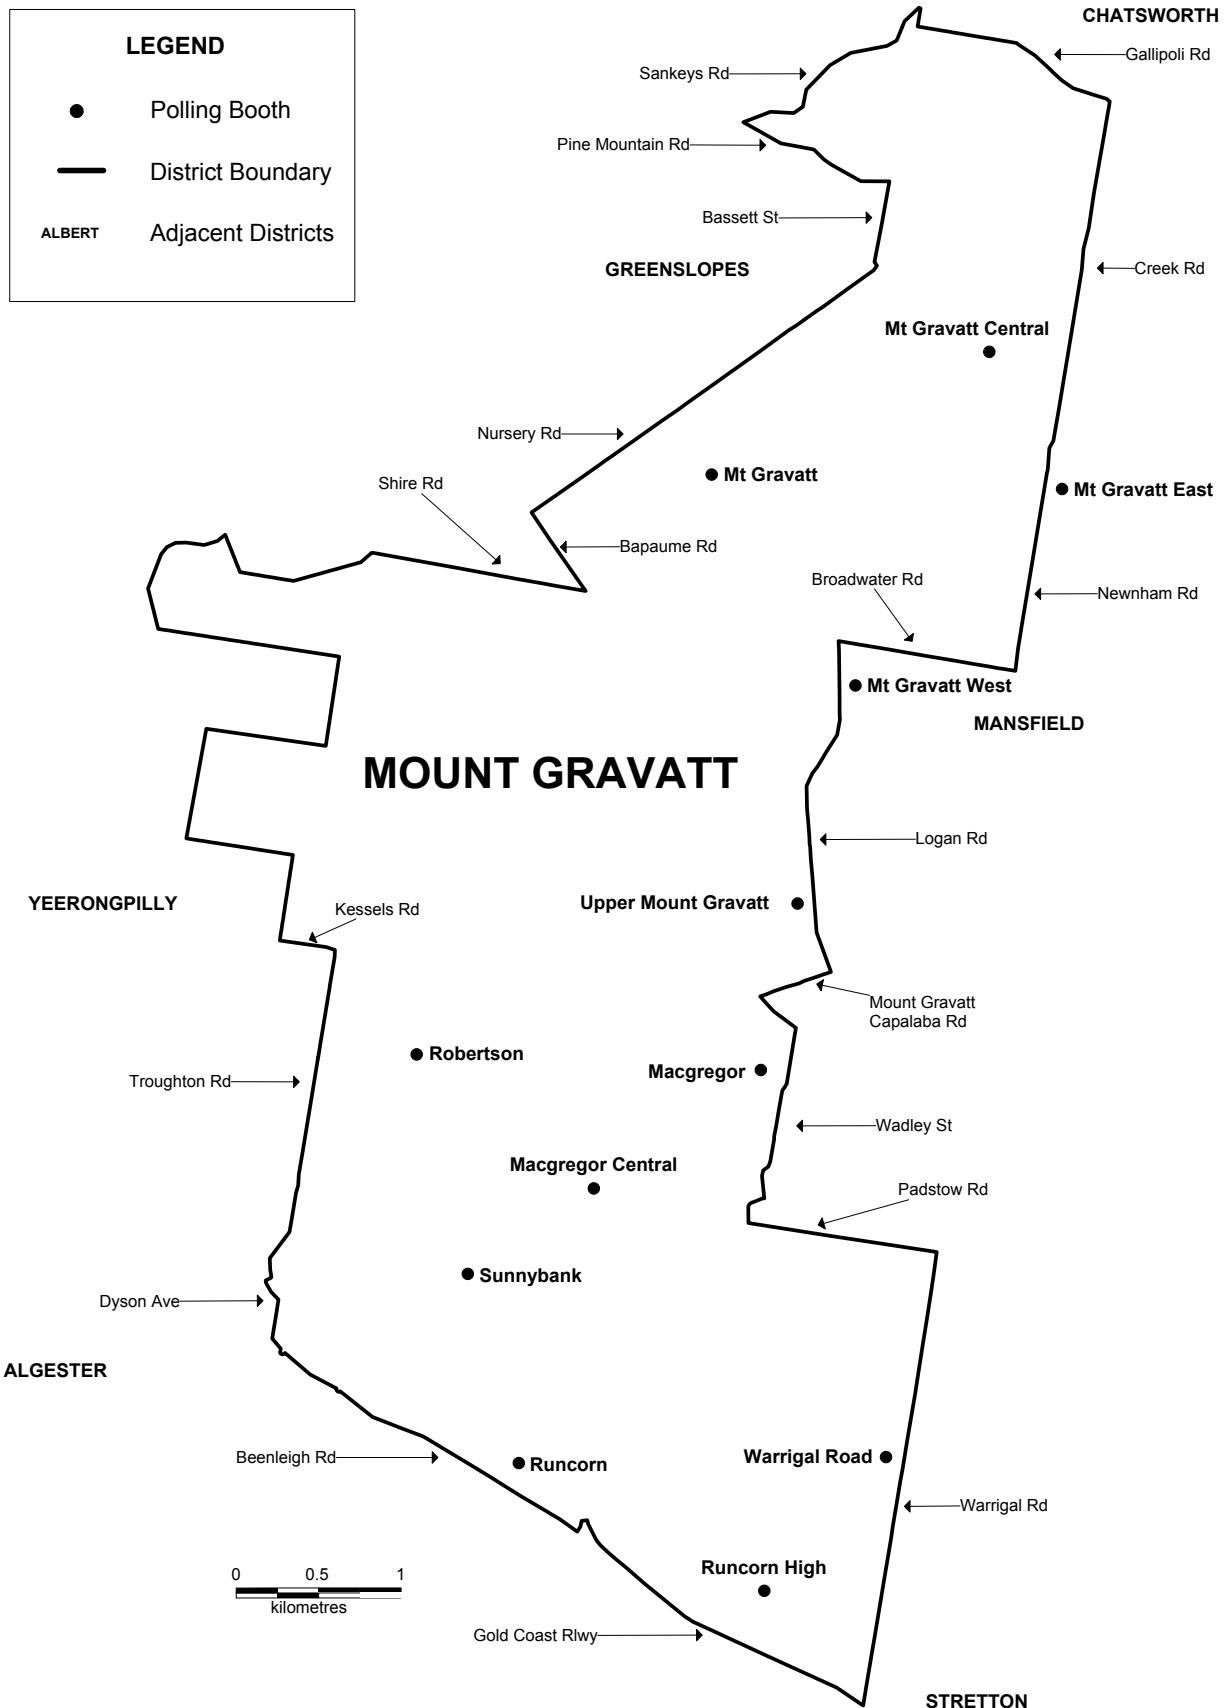 LEGEND
Polling Booth
District Boundary
ALBERT Adjacent Districts
CHATSWORTH
Gallipoli Rd
Sankeys Rd
Pine Mountain Rd
Bassett St
GREENSLOPES
Creek Rd
Mt Gravatt Central
Nursery Rd
Mt Gravatt
Shire Rd
Mt Gravatt East
Bapaume Rd
Broadwater Rd
Newnham Rd
Mt Gravatt West
MANSFIELD
MOUNT GRAVATT
Logan Rd
YEERONGPILLY
Upper Mount Gravatt
Kessels Rd
Mount Gravatt
Capalaba Rd
Robertson
Macgregor
Troughton Rd
Wadley St
Macgregor Central
Padstow Rd
Sunnybank
Dyson Ave
ALGESTER
Beenleigh Rd
Runcorn
Warrigal Road
Warrigal Rd
Runcorn High
0 0.5 1
kilometres
Gold Coast Rlwy
STRETTON